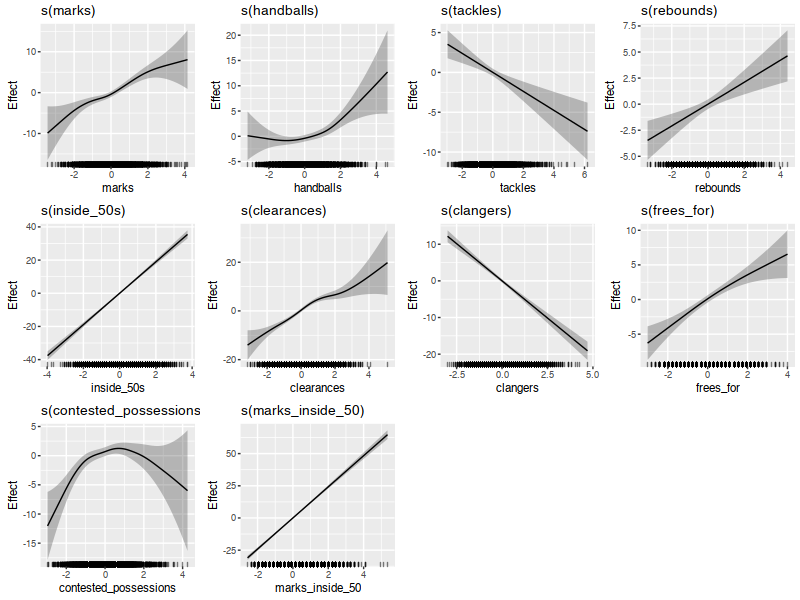 s(marks)
Effect
10
0
-10
-2 0 2 4
marks
s(handballs)
Effect
20
15
10
5
0
-5
-2 0 2 4
handballs
s(tackles)
Effect
5
0
-5
-10
-2 0 2 4 6
tackles
s(rebounds)
Effect
7.5
5.0
2.5
0.0
-2.5
-5.0
-2 0 2 4
rebounds
s(inside_50s)
Effect
40
20
0
-20
-40
-4 -2 0 2 4
inside_50s
s(clearances)
Effect
20
0
-20
-2 0 2 4
clearances
s(clangers)
Effect
10
0
-10
-20
-2.5 0.0 2.5 5.0
clangers
s(frees_for)
Effect
10
5
0
-5
-2 0 2 4
frees_for
s(contested_possessions
Effect
5
0
-5
-10
-15
-2 0 2 4
contested_possessions
s(marks_inside_50)
Effect
50
25
0
-25
-2 0 2 4
marks_inside_50